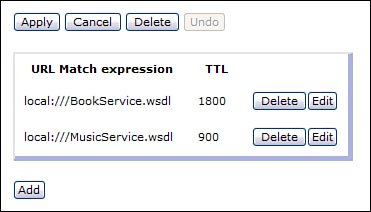 Apply Cancel Delete Undo
URL Match expression TTL
local:///BookService.wsdl 1800 Delete Edit
local:///MusicService.wsdl 900 Delete Edit
Add